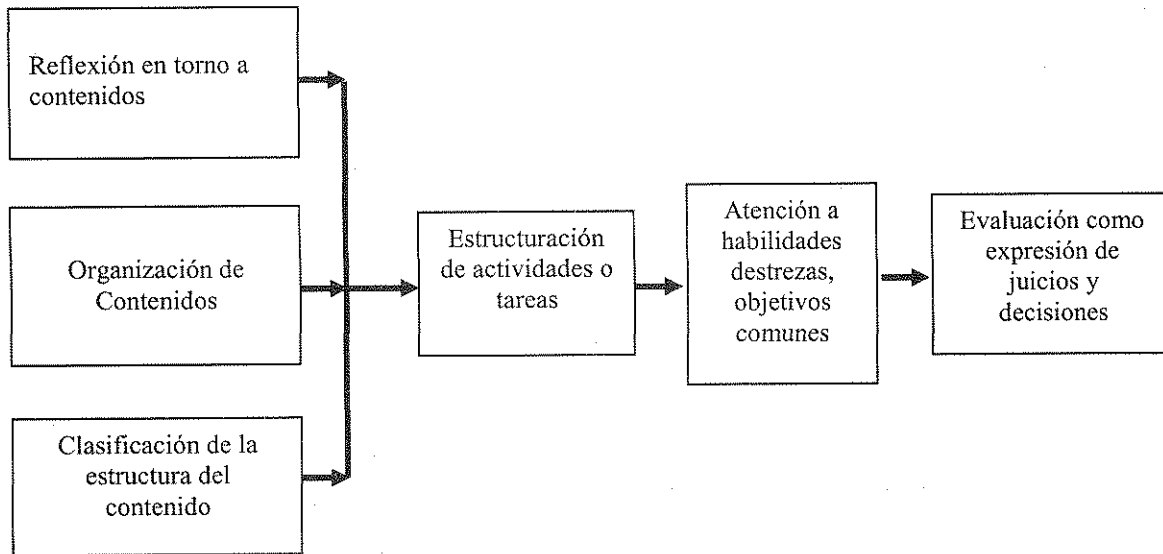 Reflexión en torno a
contenidos
Organización de
Contenidos
Clasificación de la
estructura del
contenido
Estructuración
de actividades o
tareas
Atención a
habilidades
destrezas,
objetivos
comunes
Evaluación como
expresión de
juicios y
decisiones